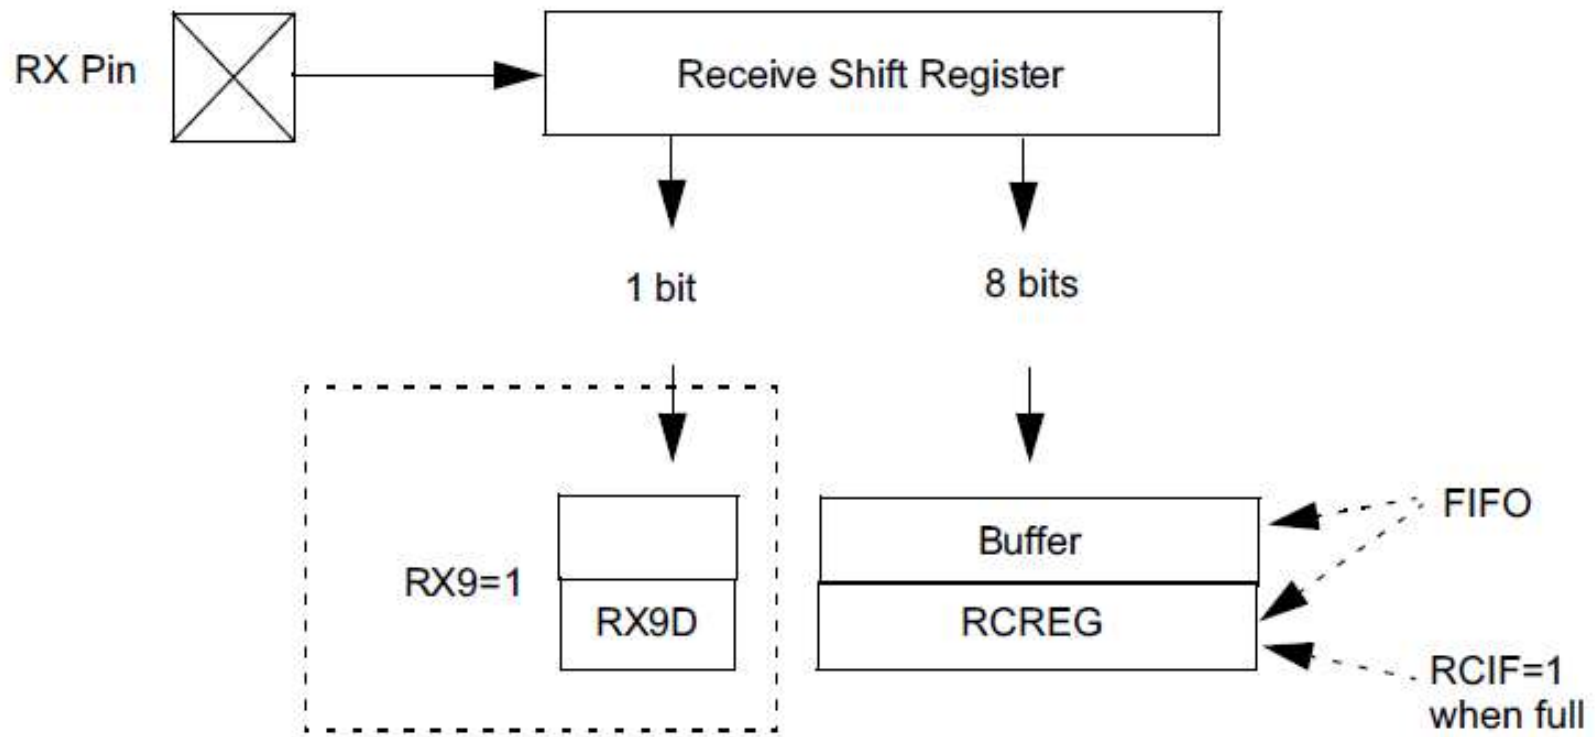 RX Pin
Receive Shift Register
1 bit
8 bits
FIFO
Buffer
RX9=1
RX9D
RCREG
RCIF=1
when full